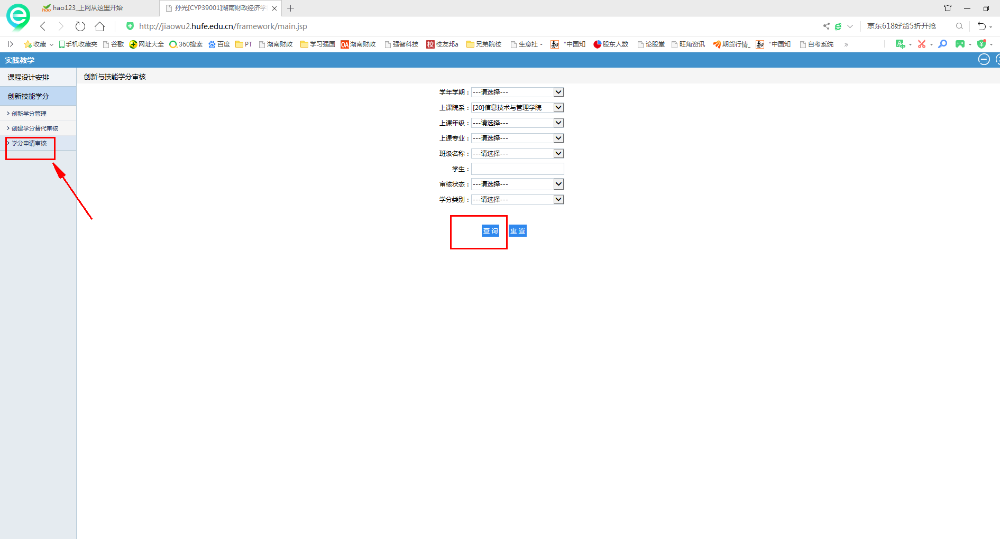 hao123_上网从这里开始
孙光[CYP39001]湖南财政经济学
http://jiaowu2.hufe.edu.cn/framework/main.jsp
京东618好货5折开抢
收藏 手机收藏夹 谷歌 网址大全 360搜索 百度 PT 湖南财政 学习强国 OA 湖南财政 强智科技 校 校友邦a 兄弟院校 生意社 - 知 “中国知 股东人数 论股堂 旺角资讯 期货行情_ 知 “中国知 自考系统 »
实践教学
课程设计安排
创新技能学分
创新学分管理
创建学分替代审核
学分申请审核
创新与技能学分审核
学年学期： ---请选择---
上课院系： [20]信息技术与管理学院
上课年级： ---请选择---
上课专业： ---请选择---
班级名称： ---请选择---
学生：
审核状态： ---请选择---
学分类别： ---请选择---
查 询 重 置